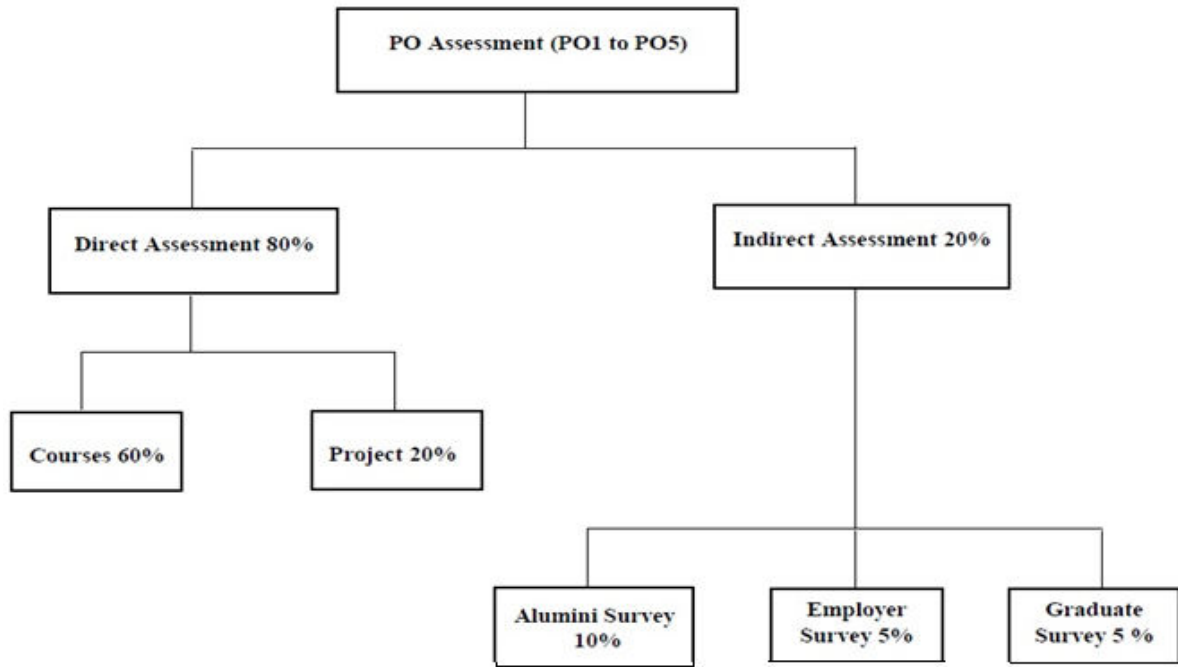 PO Assessment (PO1 to PO5)
Direct Assessment 80%
Indirect Assessment 20%
Courses 60%
Project 20%
Alumini Survey
10%
Employer
Survey 5%
Graduate
Survey 5 %